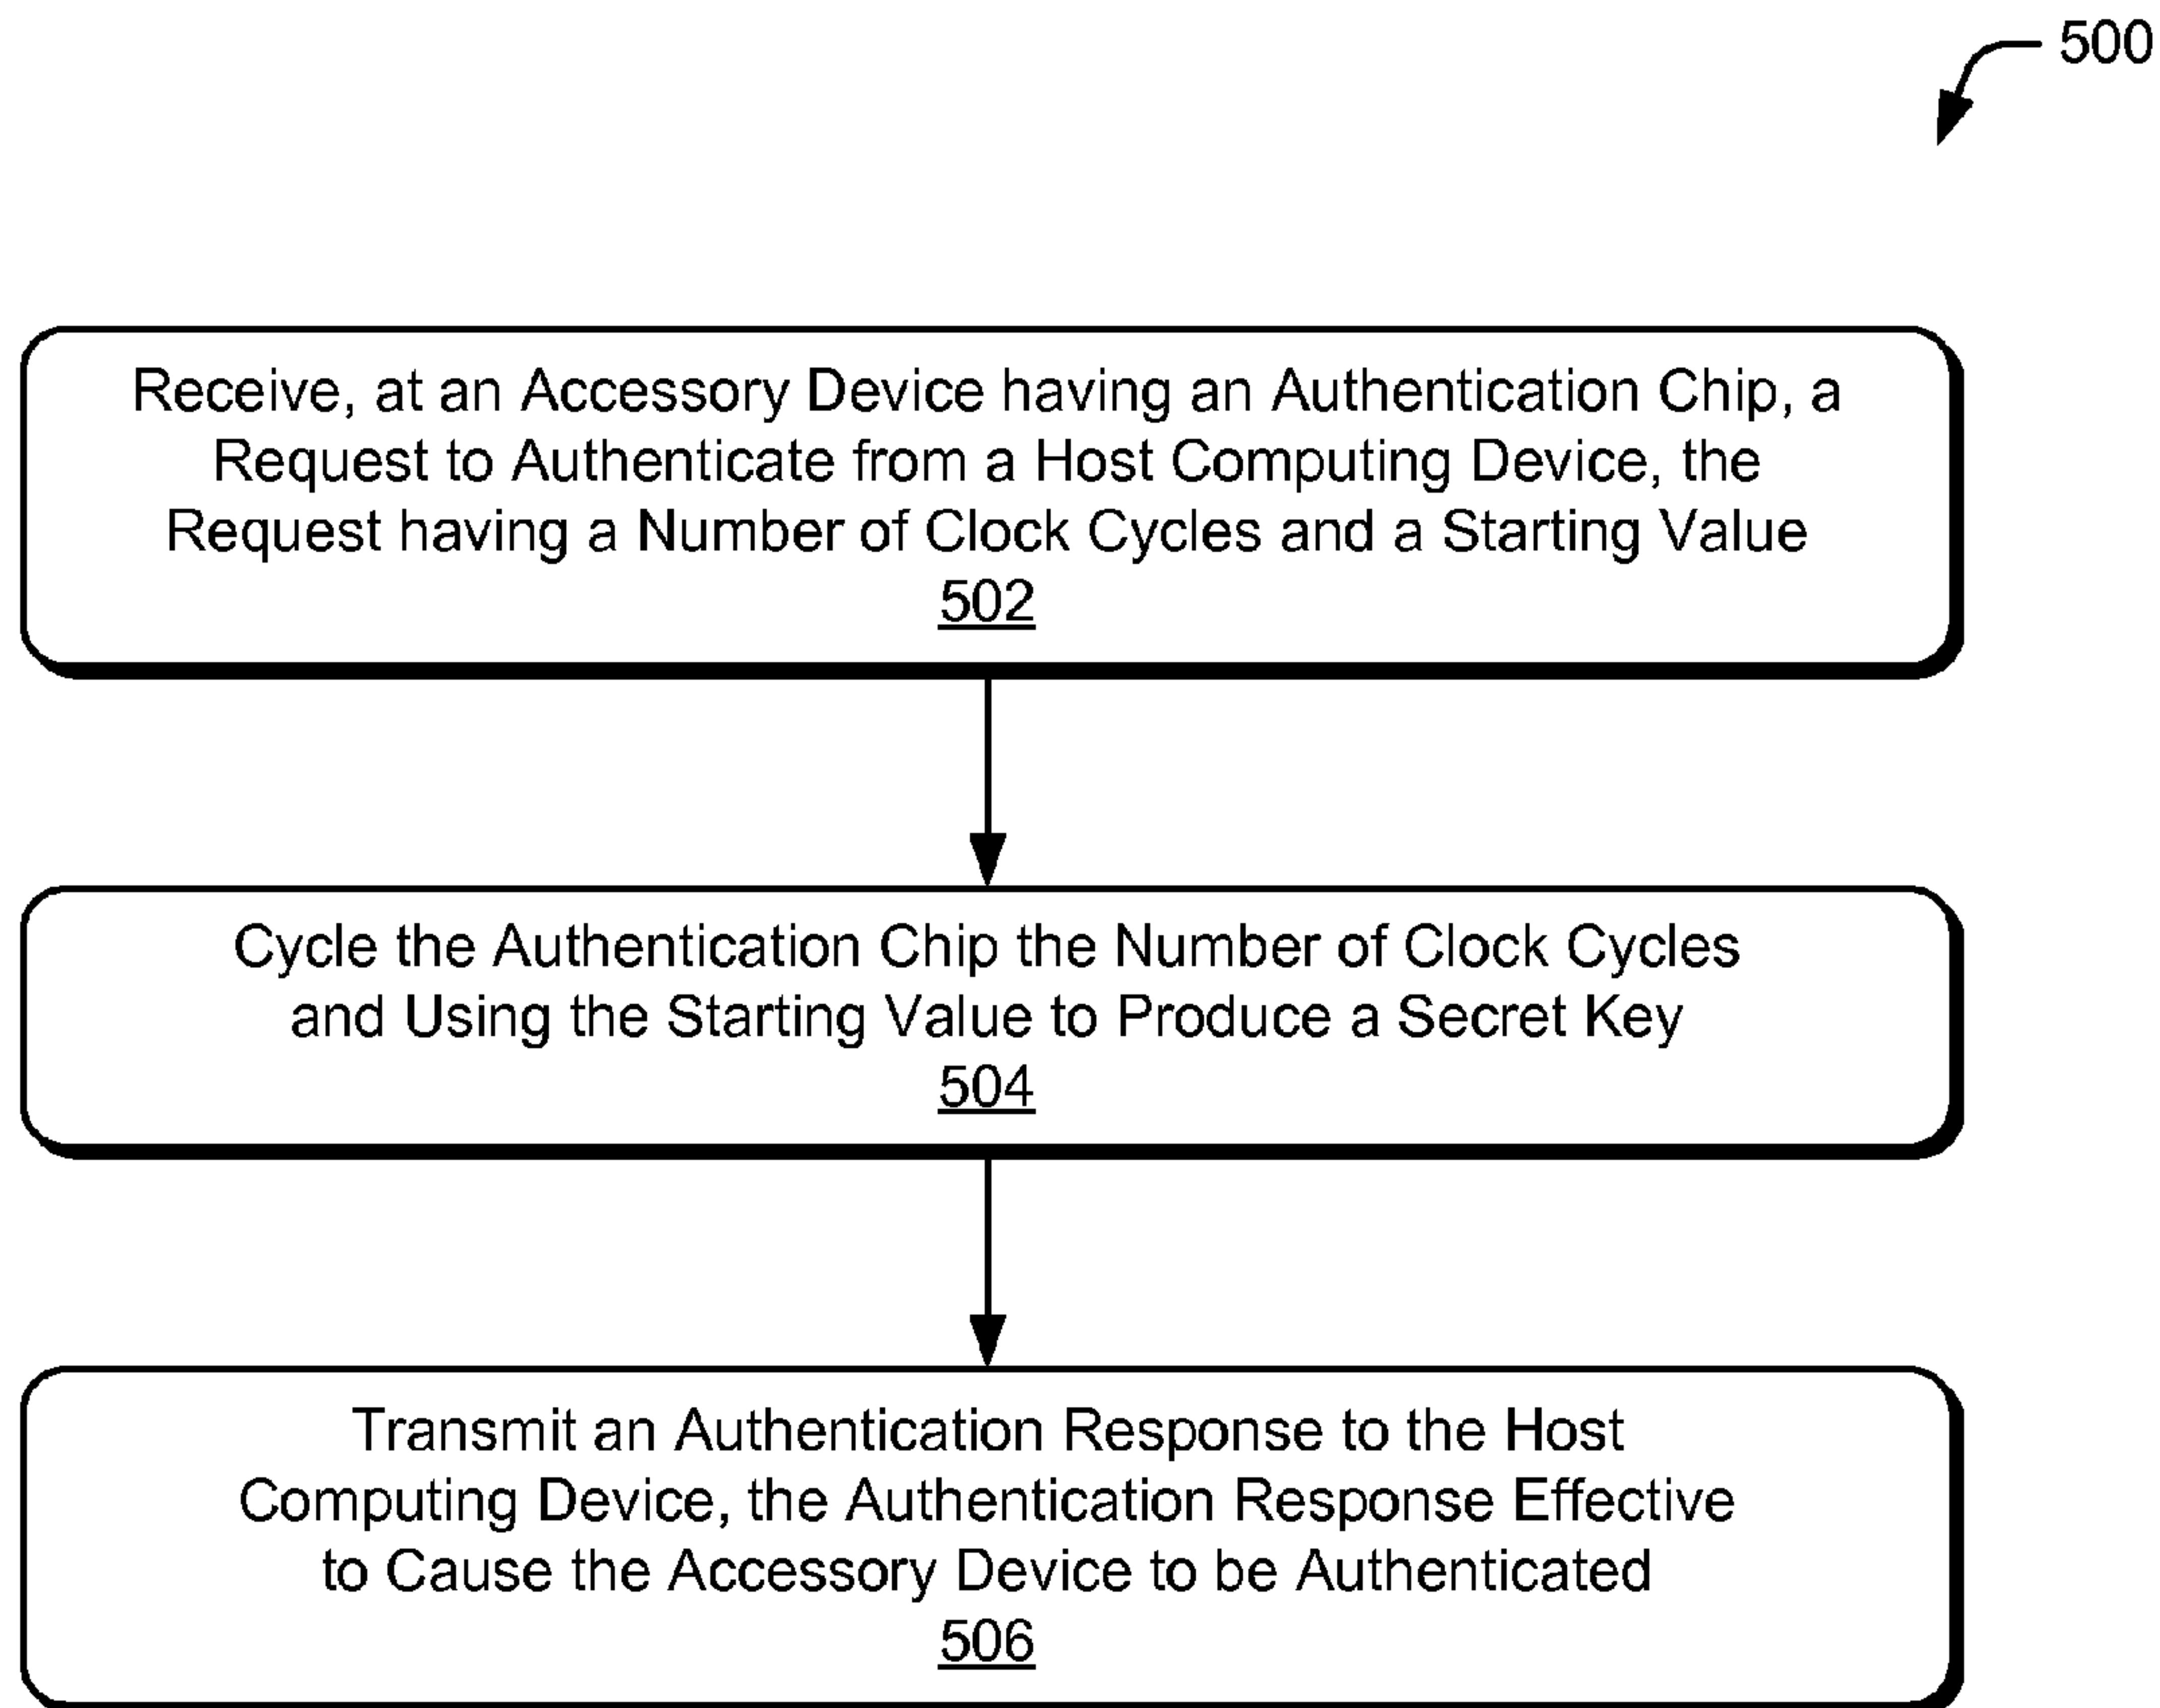 500
Receive, at an Accessory Device having an Authentication Chip, a
Request to Authenticate from a Host Computing Device, the
Request having a Number of Clock Cycles and a Starting Value
502
Cycle the Authentication Chip the Number of Clock Cycles
and Using the Starting Value to Produce a Secret Key
504
Transmit an Authentication Response to the Host
Computing Device, the Authentication Response Effective
to Cause the Accessory Device to be Authenticated
506